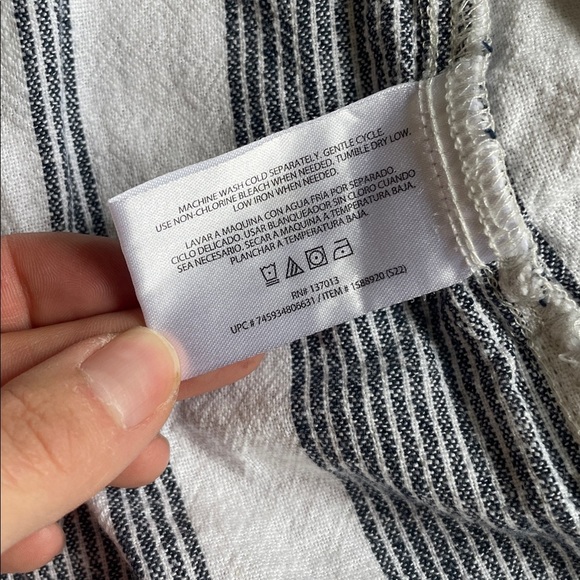 MACHINE WASH COLD SEPARATELY. GENTLE CYCLE.
USE NON-CHLORINE BLEACH WHEN NEEDED. TUMBLE DRY LOW.
LOW IRON WHEN NEEDED.
LAVAR A MAQUINA CON AGUA FRÍA POR SEPARADO,
CICLO DELICADO. USAR BLANQUEADOR SIN CLORO CUANDO
SEA NECESARIO. SECAR A MAQUINA A TEMPERATURA BAJA.
PLANCHAR A TEMPERATURA BAJA.
RN# 137013
UPC # 745934806631 / ITEM # 1588920 (S22)